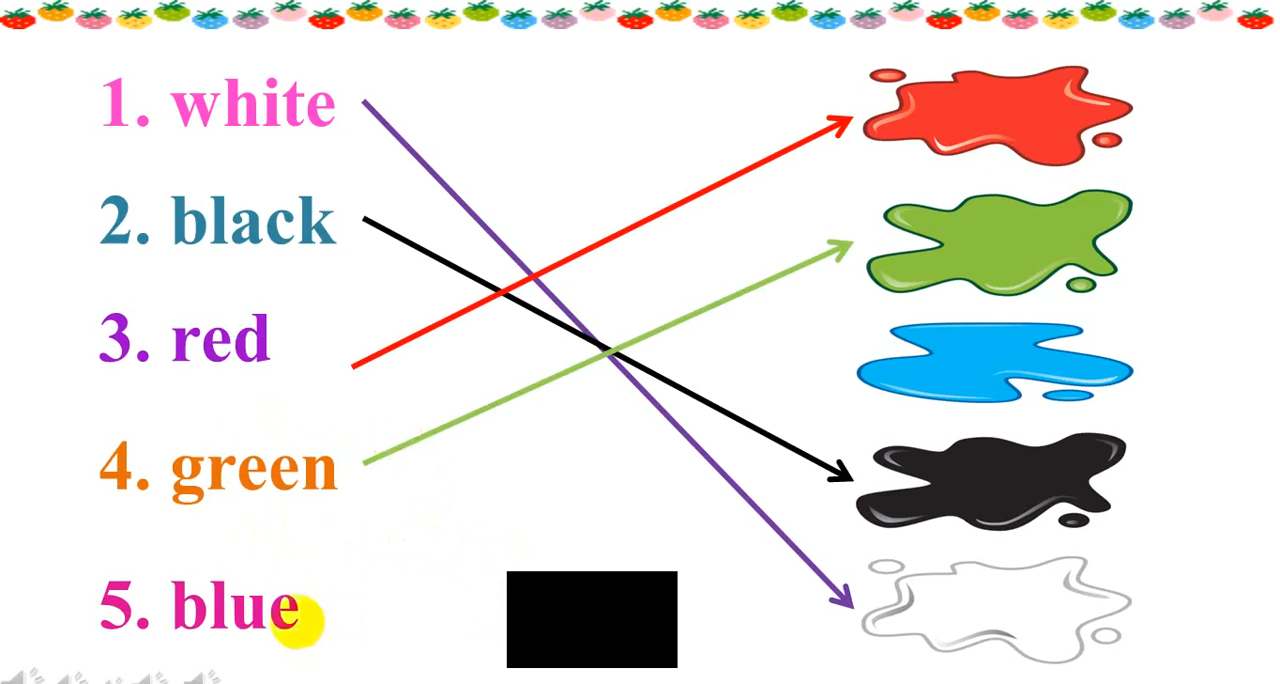 1. white
2. black
3. red
4. green
5. blue